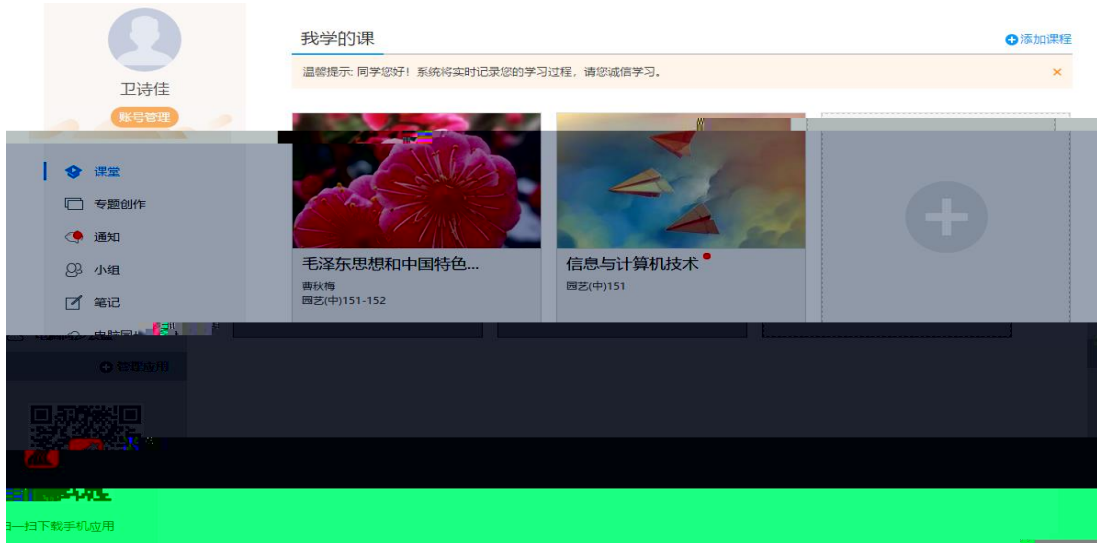 卫诗佳
账号管理
课堂
专题创作
通知
小组
笔记
管理应用
扫一扫下载手机应用
我学的课
添加课程
温馨提示: 同学您好！系统将实时记录您的学习过程，请您诚信学习。
毛泽东思想和中国特色...
曹秋梅
园艺(中)151-152
信息与计算机技术
园艺(中)151